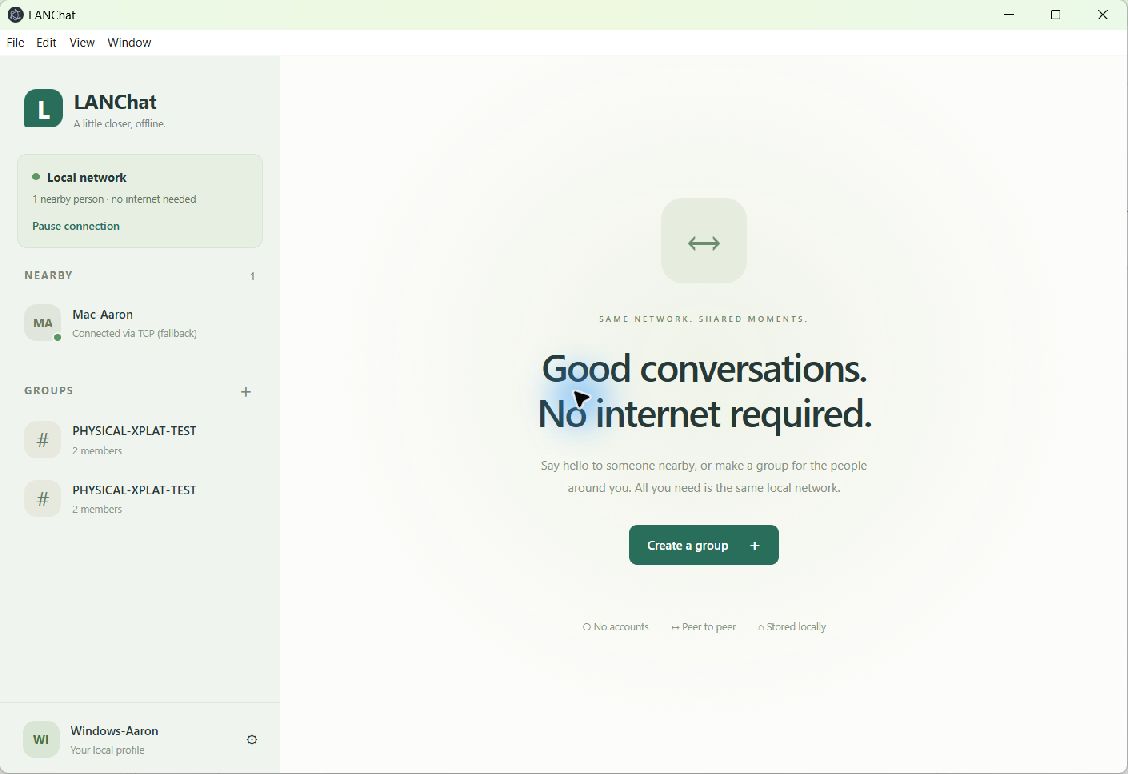 LANChat
File Edit View Window
L
LANChat
A little closer, offline.
Local network
1 nearby person · no internet needed
Pause connection
NEARBY 1
MA
Mac-Aaron
Connected via TCP (fallback)
GROUPS +
#
PHYSICAL-XPLAT-TEST
2 members
#
PHYSICAL-XPLAT-TEST
2 members
WI
Windows-Aaron
Your local profile
SAME NETWORK. SHARED MOMENTS.
Good conversations.
No internet required.
Say hello to someone nearby, or make a group for the people
around you. All you need is the same local network.
Create a group +
No accounts Peer to peer Stored locally